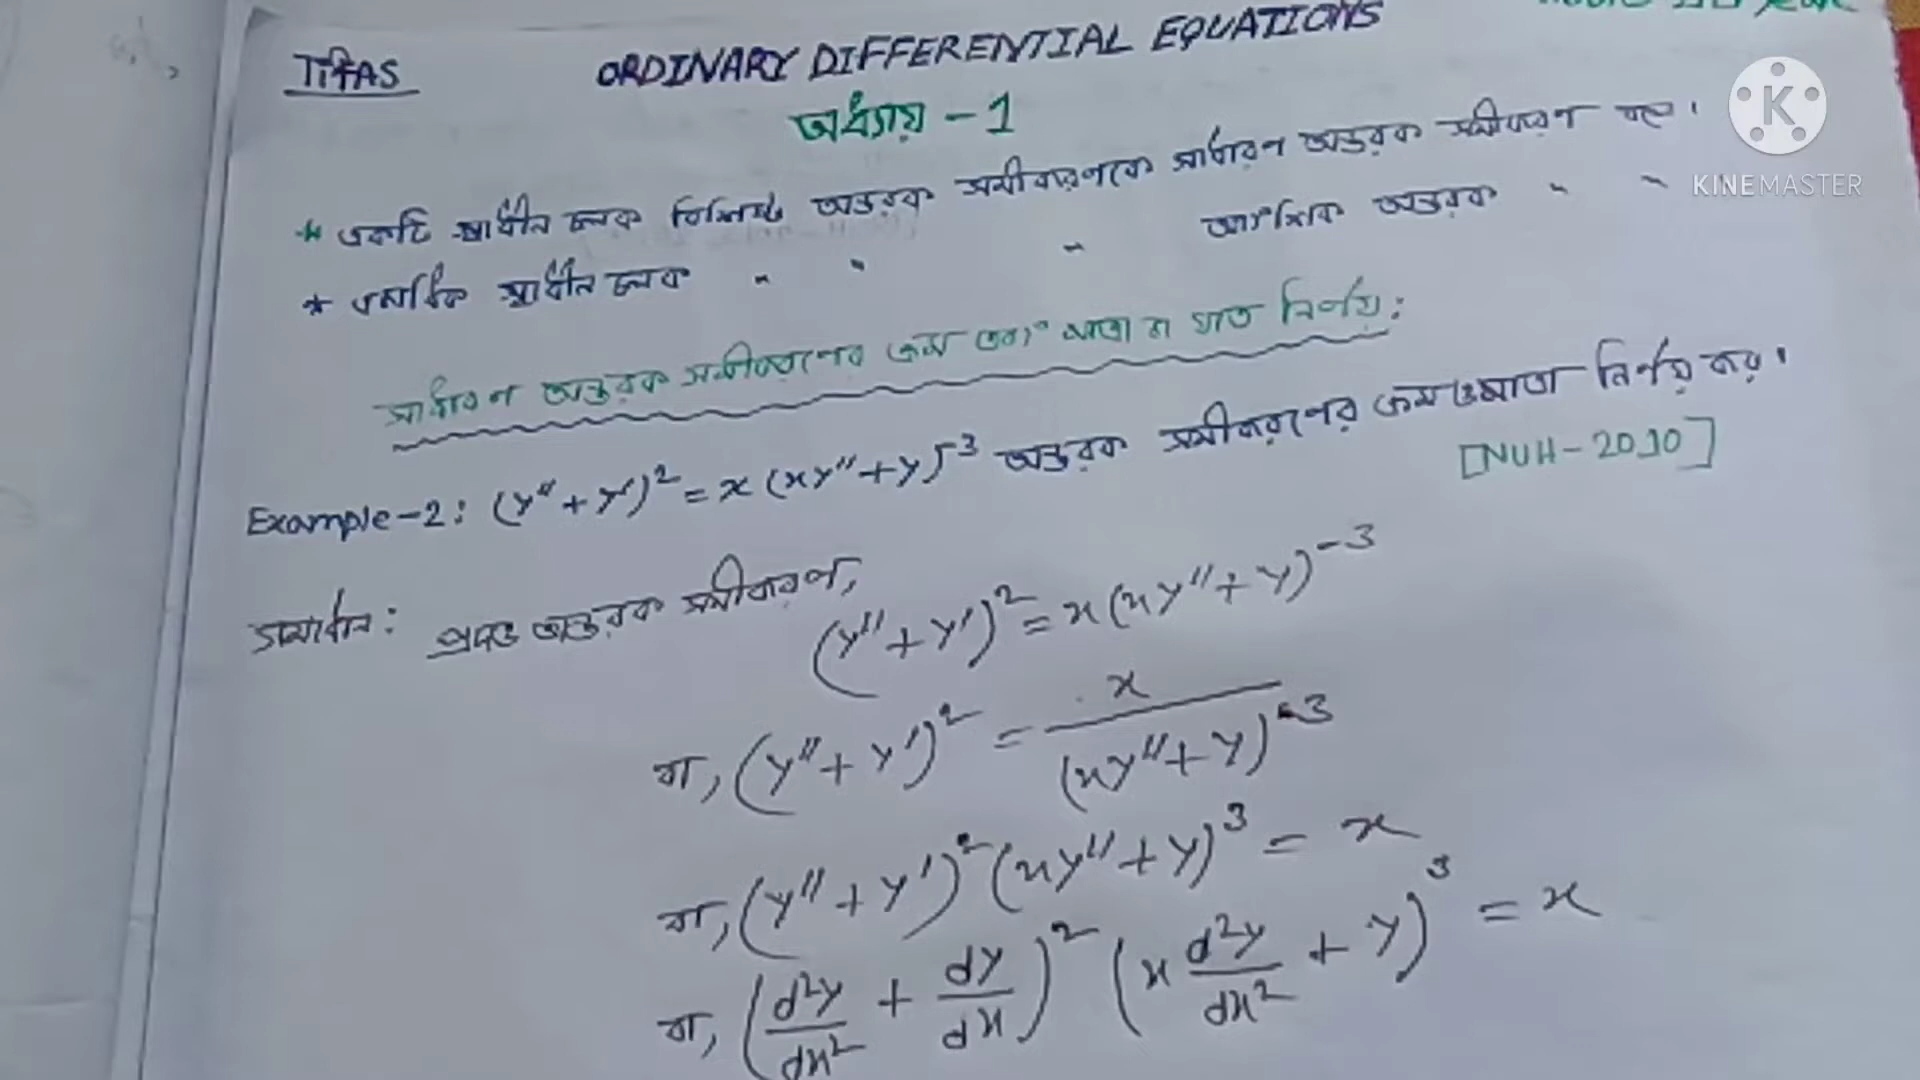 TITAS
ORDINARY DIFFERENTIAL EQUATIONS
অধ্যায় - 1
KINEMASTER
* একটি স্বাধীন চলক বিশিষ্ট অন্তরক সমীকরণকে সাধারণ অন্তরক সমীকরণ বলে।
* একাধিক স্বাধীন চলক " " " আংশিক অন্তরক " "
সাধারণ অন্তরক সমীকরণের ক্রম এবং মাত্রা বা ঘাত নির্ণয়:
Example-2: (y'' + y')² = x(xy'' + y)⁻³ অন্তরক সমীকরণের ক্রম ও মাত্রা নির্ণয় কর।
[NUH-2010]
সমাধান: প্রদত্ত অন্তরক সমীকরণ,
(y'' + y')² = x(xy'' + y)⁻³
বা, (y'' + y')² = x / (xy'' + y)³
বা, (y'' + y')² (xy'' + y)³ = x
বা, (d²y/dx² + dy/dx)² (x d²y/dx² + y)³ = x